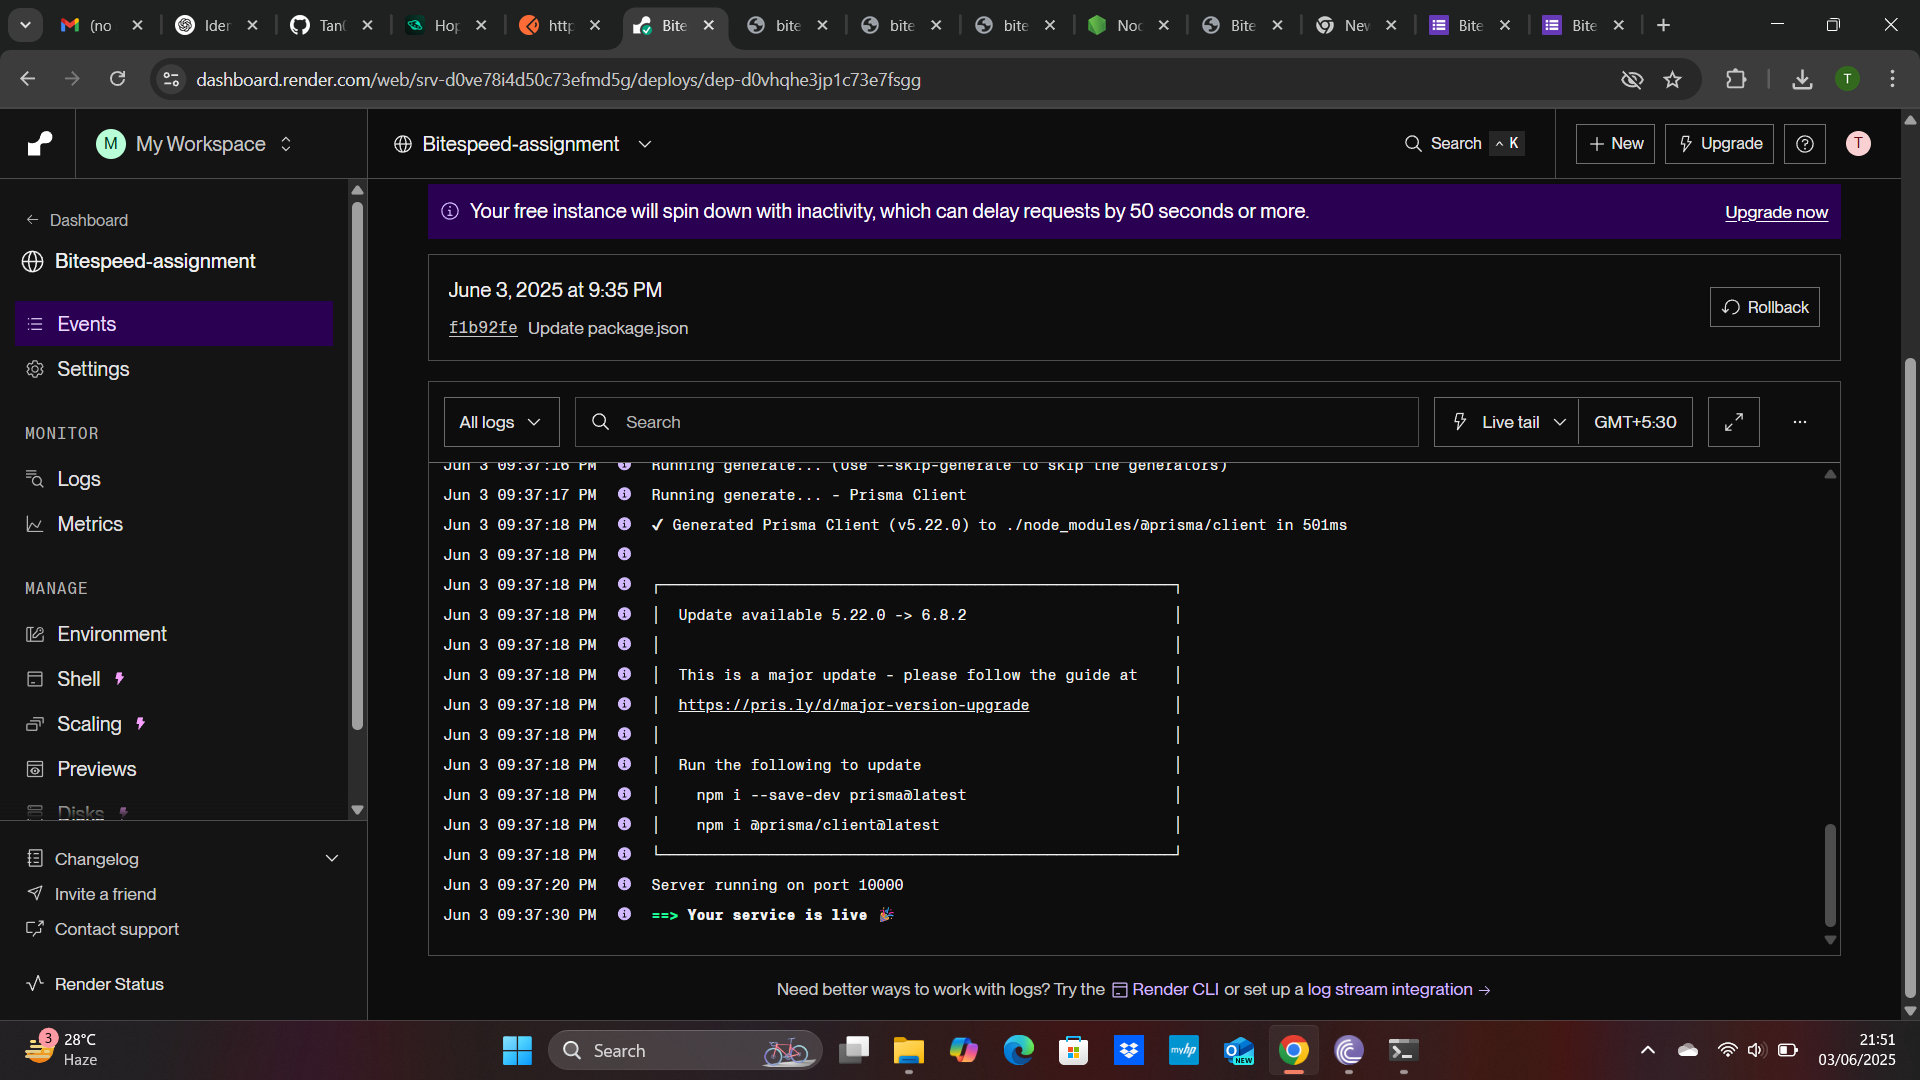 (no
Iden
Tan(
Hop
http
Bite
bite
bite
bite
Noc
Bite
Nev
Bite
Bite
dashboard.render.com/web/srv-d0ve78i4d50c73efmd5g/deploys/dep-d0vhqhe3jp1c73e7fsgg
T
M My Workspace
Bitespeed-assignment
Search ^ K
+ New
Upgrade
T
← Dashboard
Bitespeed-assignment
Events
Settings
MONITOR
Logs
Metrics
MANAGE
Environment
Shell
Scaling
Previews
Disks
Changelog
Invite a friend
Contact support
Render Status
Your free instance will spin down with inactivity, which can delay requests by 50 seconds or more.
Upgrade now
June 3, 2025 at 9:35 PM
f1b92fe Update package.json
Rollback
All logs
Search
Live tail
GMT+5:30
Jun 3 09:37:16 PM Running generate... (Use --skip-generate to skip the generators)
Jun 3 09:37:17 PM Running generate... - Prisma Client
Jun 3 09:37:18 PM ✔ Generated Prisma Client (v5.22.0) to ./node_modules/@prisma/client in 501ms
Jun 3 09:37:18 PM
Jun 3 09:37:18 PM
Jun 3 09:37:18 PM Update available 5.22.0 -> 6.8.2
Jun 3 09:37:18 PM
Jun 3 09:37:18 PM This is a major update - please follow the guide at
Jun 3 09:37:18 PM https://pris.ly/d/major-version-upgrade
Jun 3 09:37:18 PM
Jun 3 09:37:18 PM Run the following to update
Jun 3 09:37:18 PM npm i --save-dev prisma@latest
Jun 3 09:37:18 PM npm i @prisma/client@latest
Jun 3 09:37:18 PM
Jun 3 09:37:20 PM Server running on port 10000
Jun 3 09:37:30 PM ==> Your service is live 🎉
Need better ways to work with logs? Try the Render CLI or set up a log stream integration →
3
28°C
Haze
Search
myhp
NEW
21:51
03/06/2025